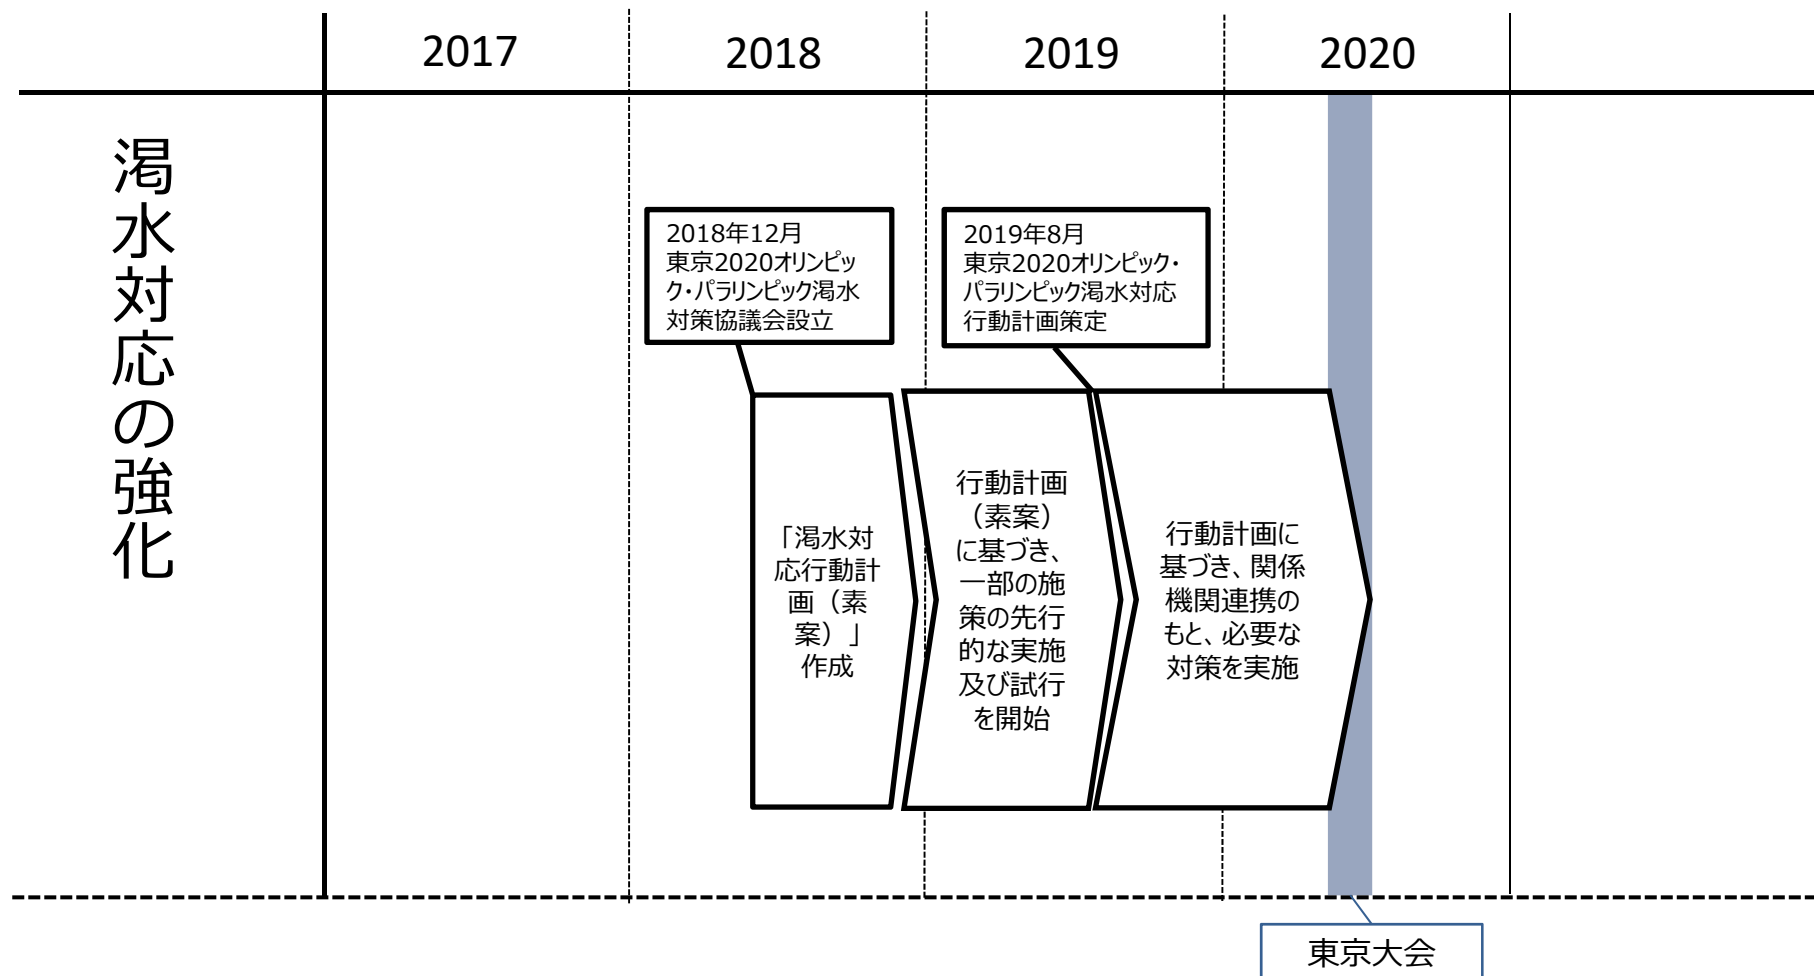 2017
2018
2019
2020
渇水対応の強化
2018年12月
東京2020オリンピッ
ク・パラリンピック渇水
対策協議会設立
2019年8月
東京2020オリンピック・
パラリンピック渇水対応
行動計画策定
「渇水対
応行動計
画（素
案）」
作成
行動計画
（素案）
に基づき、
一部の施
策の先行
的な実施
及び試行
を開始
行動計画に
基づき、関係
機関連携の
もと、必要な
対策を実施
東京大会